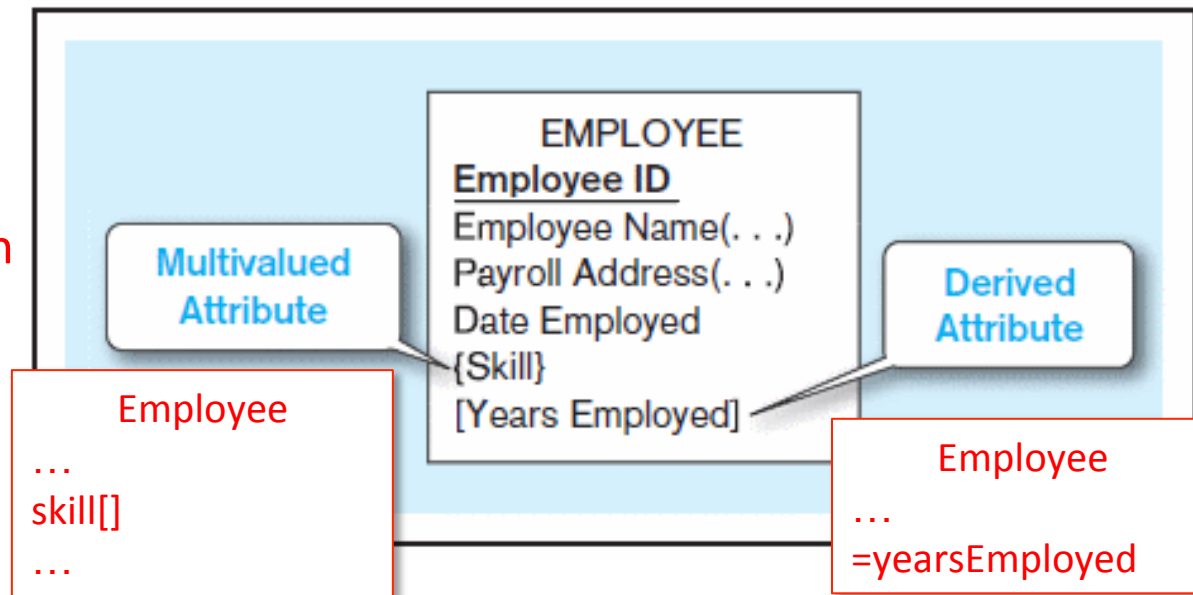 EMPLOYEE
Employee ID
Employee Name(. . .)
Payroll Address(. . .)
Date Employed
{Skill}
[Years Employed]
n
Multivalued
Attribute
Derived
Attribute
Employee
…
skill[]
…
Employee
…
=yearsEmployed